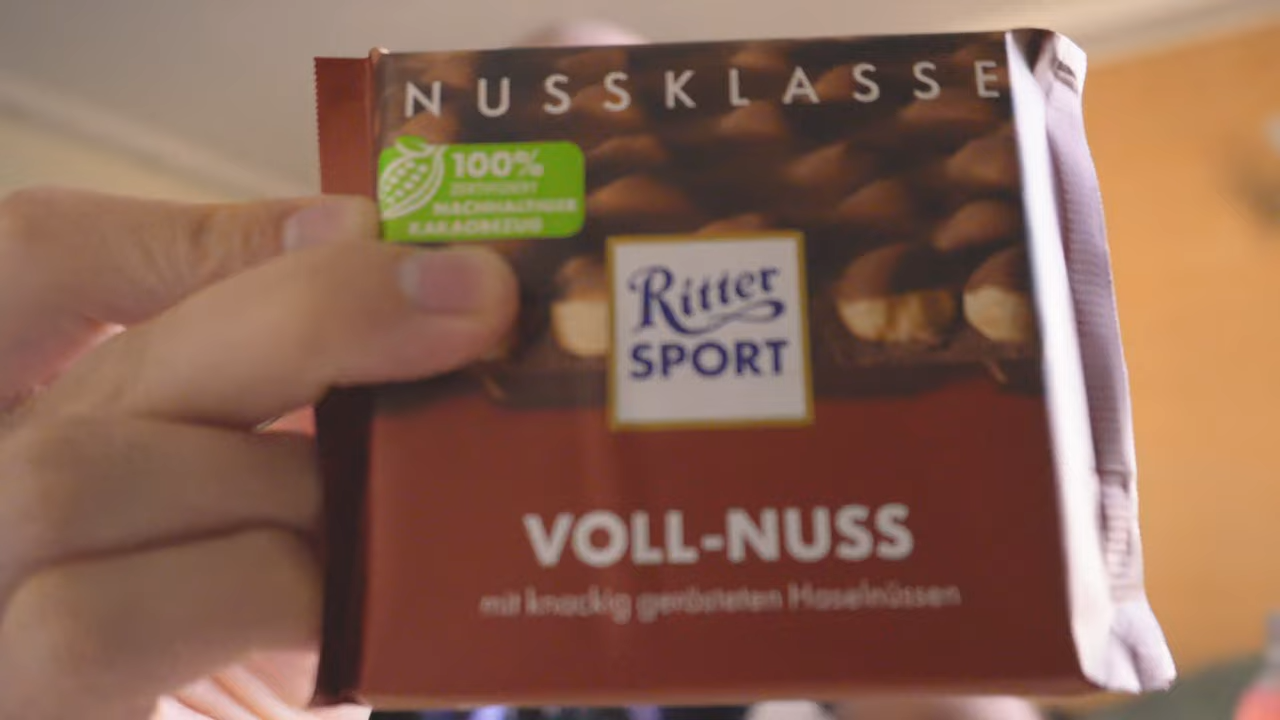 NUSSKLASSE
100%
ZERTIFIZIERT
NACHHALTIGER
KAKAOBEZUG
Ritter
SPORT
VOLL-NUSS
mit knackig gerösteten Haselnüssen